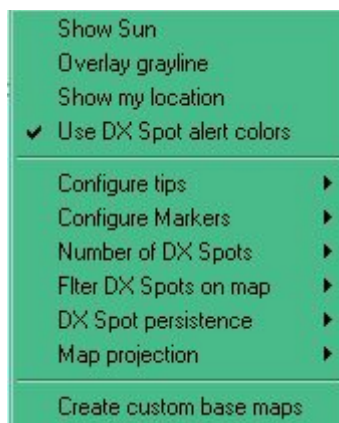 Show Sun
Overlay grayline
Show my location
Use DX Spot alert colors
Configure tips
Configure Markers
Number of DX Spots
Flter DX Spots on map
DX Spot persistence
Map projection
Create custom base maps